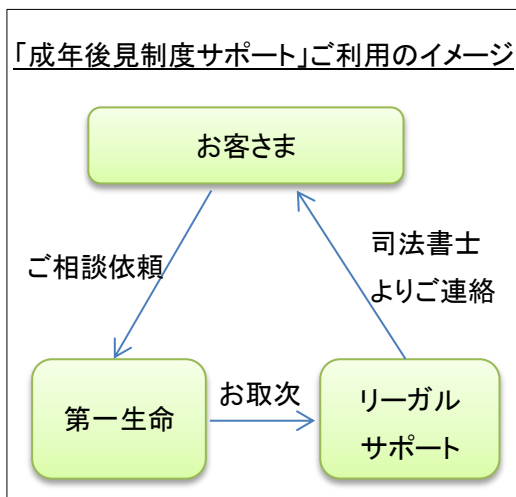 「成年後見制度サポート」ご利用のイメージ
お客さま
ご相談依頼
司法書士
よりご連絡
第一生命
お取次
リーガル
サポート